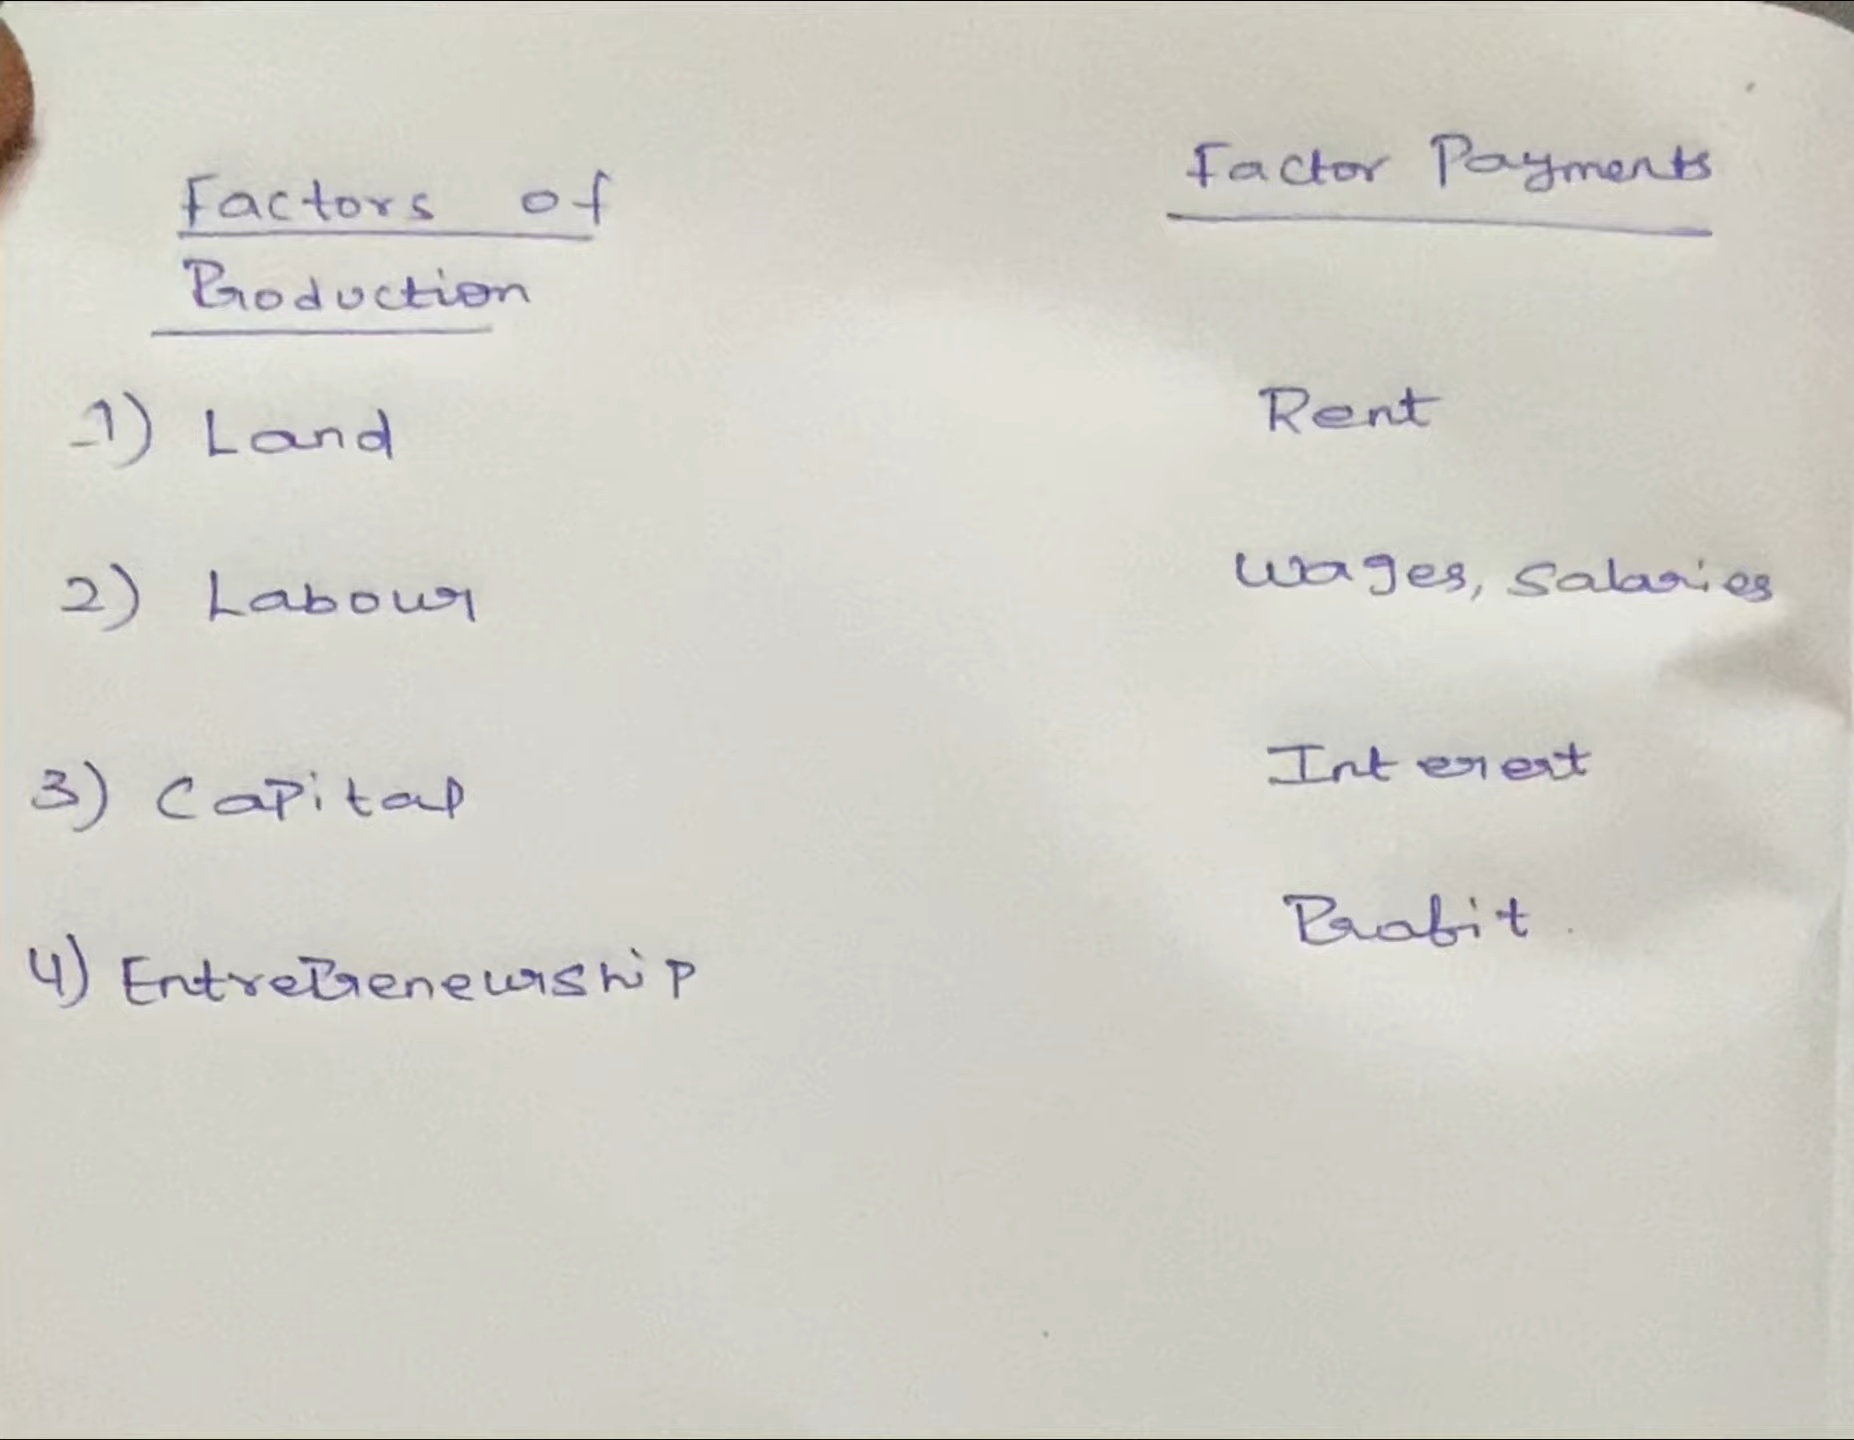 Factors of
Production
Factor Payments
1) Land
Rent
2) Labour
Wages, Salaries
3) Capital
Interest
4) Entrepreneurship
Profit